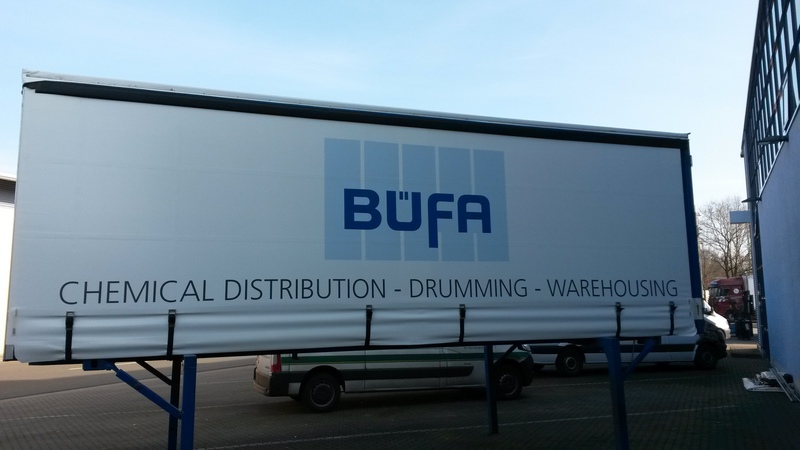 BÜFA
CHEMICAL DISTRIBUTION - DRUMMING - WAREHOUSING